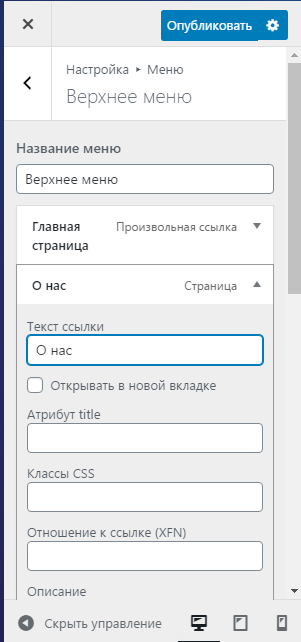 Опубликовать
Настройка ▸ Меню
Верхнее меню
Название меню
Верхнее меню
Главная страница Произвольная ссылка
О нас Страница
Текст ссылки
О нас
Открывать в новой вкладке
Атрибут title
Классы CSS
Отношение к ссылке (XFN)
Описание
Скрыть управление